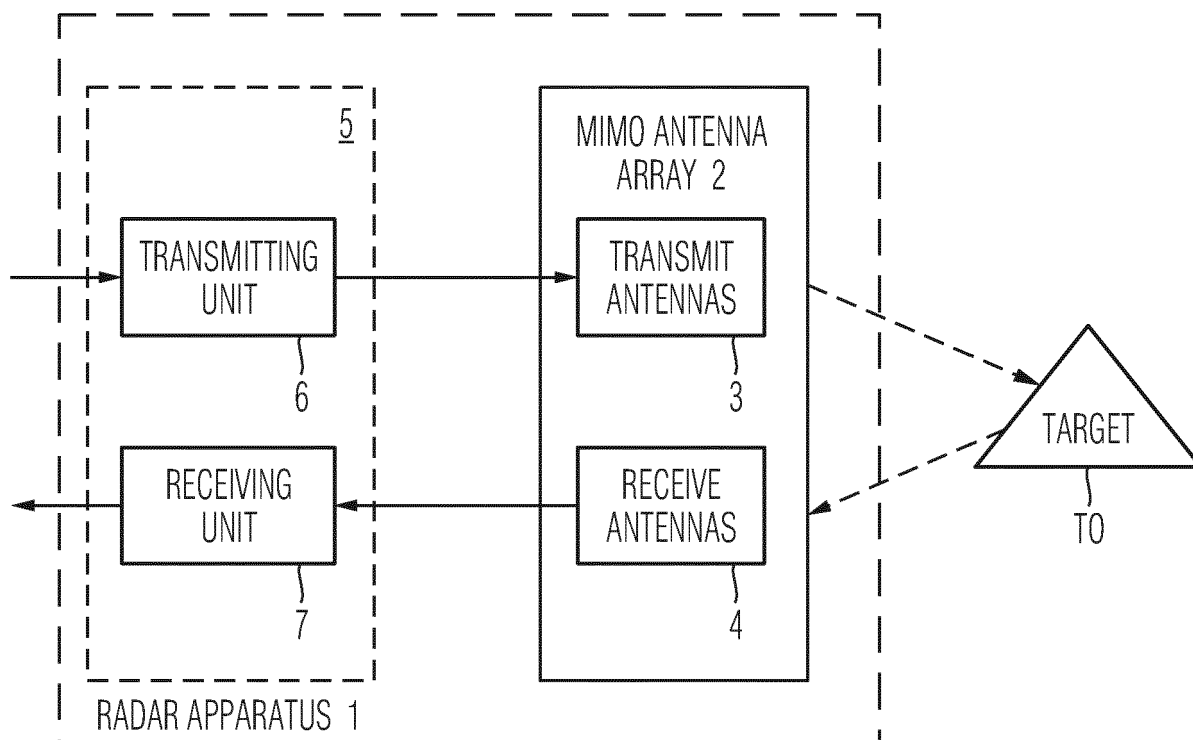 5
MIMO ANTENNA
ARRAY 2
TRANSMITTING
UNIT
TRANSMIT
ANTENNAS
6
3
TARGET
RECEIVING
UNIT
RECEIVE
ANTENNAS
TO
7
4
RADAR APPARATUS 1